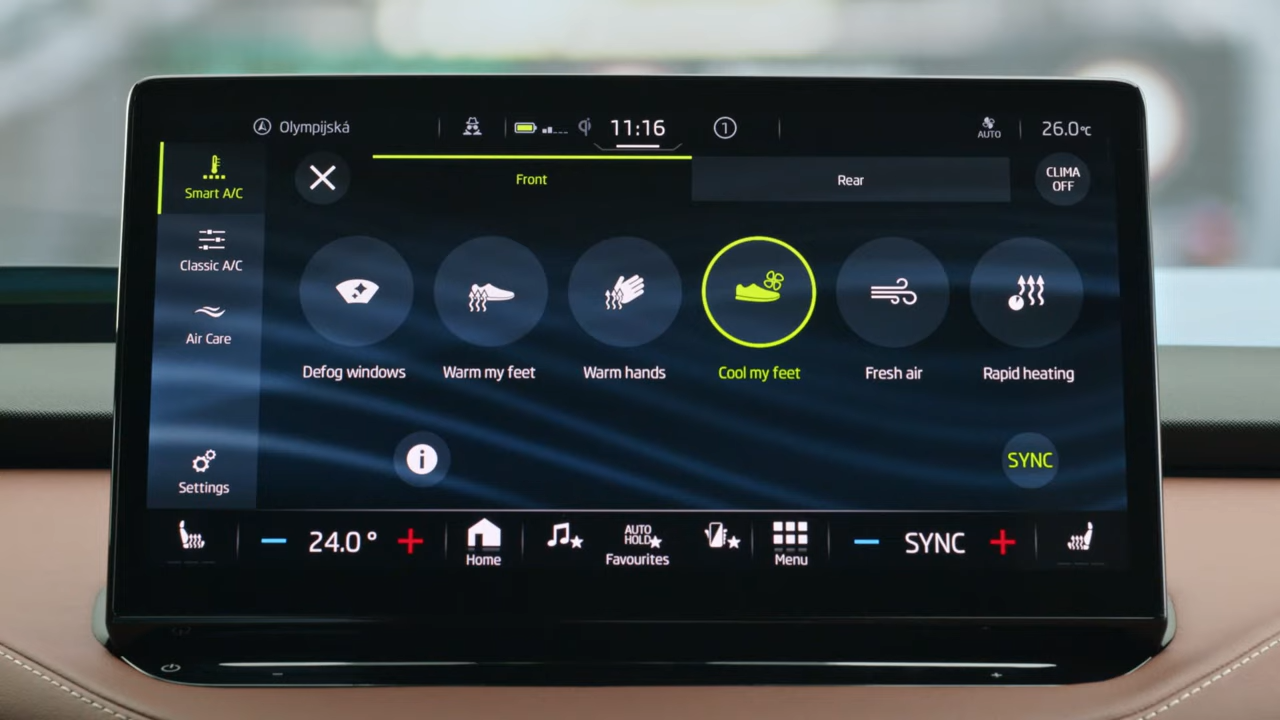 Olympijská
11:16
1
AUTO
26.0°C
Smart A/C
Front
Rear
CLIMA
OFF
Classic A/C
Air Care
Defog windows
Warm my feet
Warm hands
Cool my feet
Fresh air
Rapid heating
i
SYNC
Settings
24.0°
Home
AUTO
HOLD
Favourites
Menu
SYNC